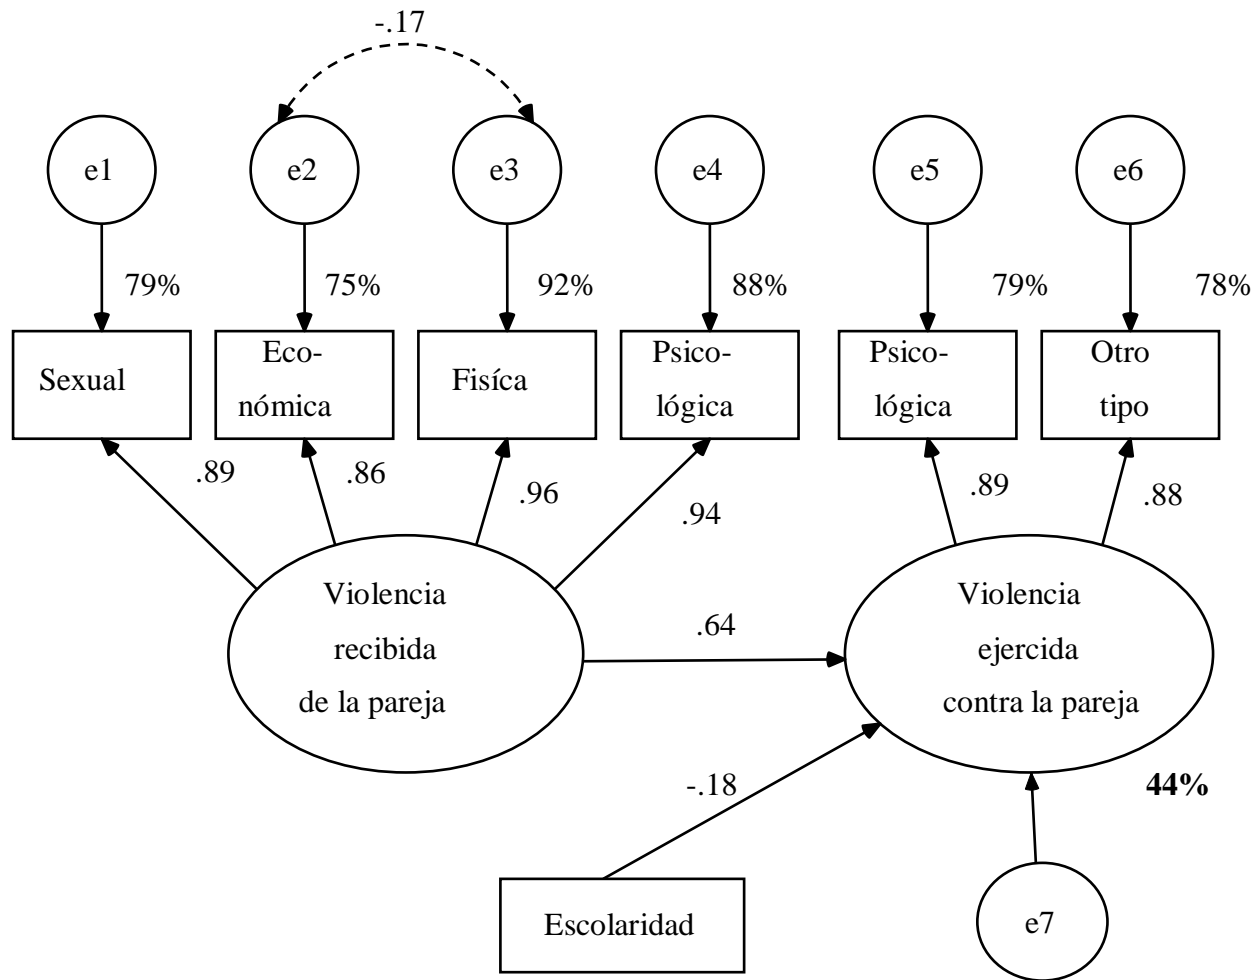 -.17
e1
e2
e3
e4
e5
e6
79%
75%
92%
88%
79%
78%
Sexual
Eco-
nómica
Fisíca
Psico-
lógica
Psico-
lógica
Otro
tipo
.89
.86
.96
.94
.89
.88
Violencia
recibida
de la pareja
.64
Violencia
ejercida
contra la pareja
-.18
44%
Escolaridad
e7